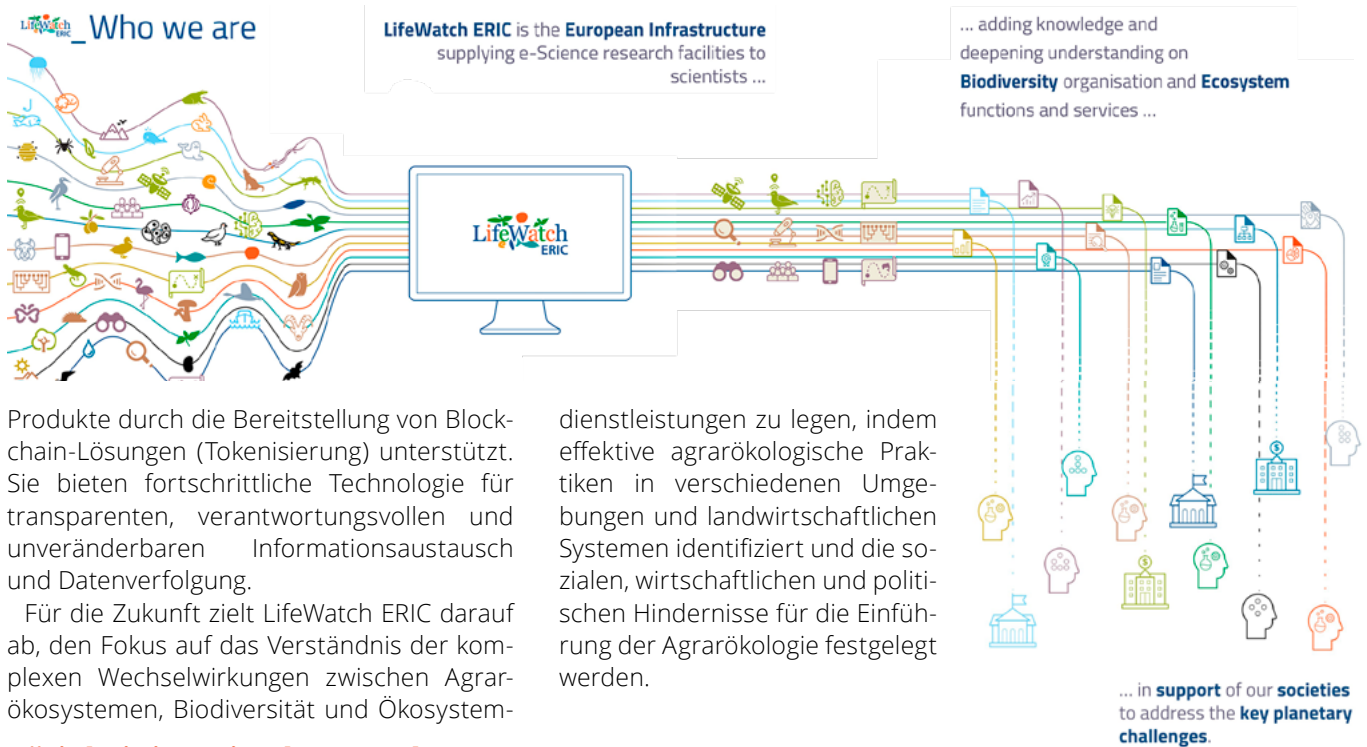 LifeWatch ERIC _Who we are
LifeWatch ERIC is the European Infrastructure
supplying e-Science research facilities to
scientists ...
... adding knowledge and
deepening understanding on
Biodiversity organisation and Ecosystem
functions and services ...
LifeWatch
ERIC
Produkte durch die Bereitstellung von Block-
chain-Lösungen (Tokenisierung) unterstützt.
Sie bieten fortschrittliche Technologie für
transparenten, verantwortungsvollen und
unveränderbaren Informationsaustausch
und Datenverfolgung.
Für die Zukunft zielt LifeWatch ERIC darauf
ab, den Fokus auf das Verständnis der kom-
plexen Wechselwirkungen zwischen Agrar-
ökosystemen, Biodiversität und Ökosystem-
dienstleistungen zu legen, indem
effektive agrarökologische Prak-
tiken in verschiedenen Umge-
bungen und landwirtschaftlichen
Systemen identifiziert und die so-
zialen, wirtschaftlichen und politi-
schen Hindernisse für die Einfüh-
rung der Agrarökologie festgelegt
werden.
... in support of our societies
to address the key planetary
challenges.